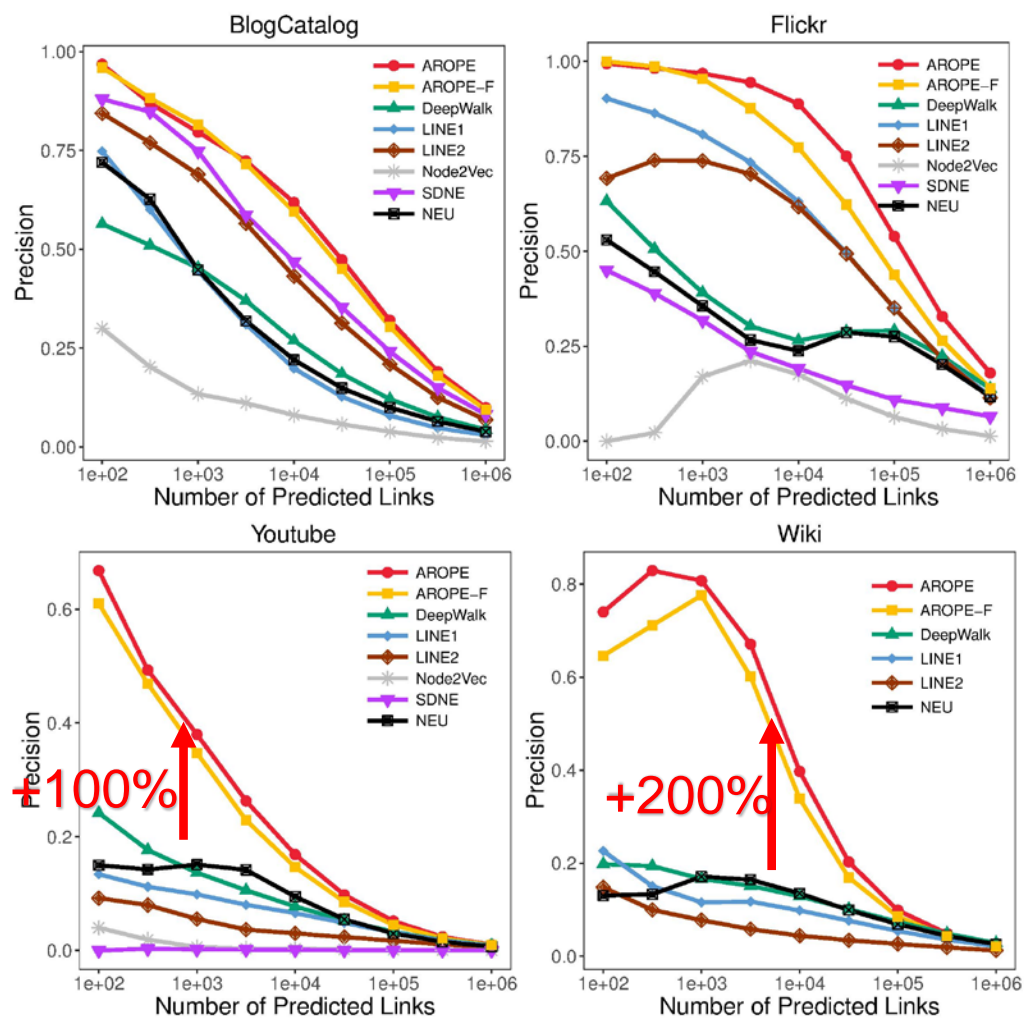 BlogCatalog
Precision
1.00
0.75
0.50
0.25
0.00
AROPE
AROPE-F
DeepWalk
LINE1
LINE2
Node2Vec
SDNE
NEU
1e+02
1e+03
1e+04
1e+05
1e+06
Number of Predicted Links
Flickr
Precision
1.00
0.75
0.50
0.25
0.00
AROPE
AROPE-F
DeepWalk
LINE1
LINE2
Node2Vec
SDNE
NEU
1e+02
1e+03
1e+04
1e+05
1e+06
Number of Predicted Links
Youtube
Precision
0.6
0.4
0.2
0.0
AROPE
AROPE-F
DeepWalk
LINE1
LINE2
Node2Vec
SDNE
NEU
+100%
1e+02
1e+03
1e+04
1e+05
1e+06
Number of Predicted Links
Wiki
Precision
0.8
0.6
0.4
0.2
0.0
AROPE
AROPE-F
DeepWalk
LINE1
LINE2
NEU
+200%
1e+02
1e+03
1e+04
1e+05
1e+06
Number of Predicted Links